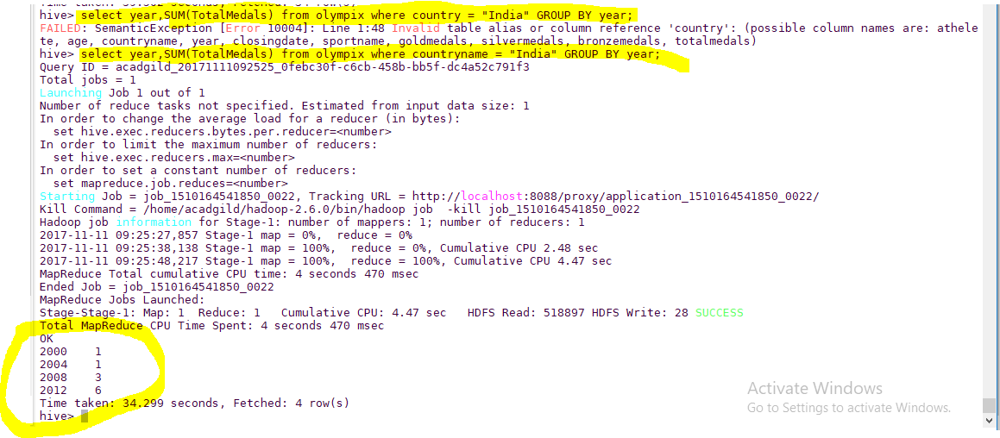 hive> select year,SUM(TotalMedals) from olympix where country = "India" GROUP BY year;
FAILED: SemanticException [Error 10004]: Line 1:48 Invalid table alias or column reference 'country': (possible column names are: athele
te, age, countryname, year, closingdate, sportname, goldmedals, silvermedals, bronzemedals, totalmedals)
hive> select year,SUM(TotalMedals) from olympix where countryname = "India" GROUP BY year;
Query ID = acadgild_20171111092525_0febc30f-c6cb-458b-bb5f-dc4a52c791f3
Total jobs = 1
Launching Job 1 out of 1
Number of reduce tasks not specified. Estimated from input data size: 1
In order to change the average load for a reducer (in bytes):
  set hive.exec.reducers.bytes.per.reducer=<number>
In order to limit the maximum number of reducers:
  set hive.exec.reducers.max=<number>
In order to set a constant number of reducers:
  set mapreduce.job.reduces=<number>
Starting Job = job_1510164541850_0022, Tracking URL = http://localhost:8088/proxy/application_1510164541850_0022/
Kill Command = /home/acadgild/hadoop-2.6.0/bin/hadoop job  -kill job_1510164541850_0022
Hadoop job information for Stage-1: number of mappers: 1; number of reducers: 1
2017-11-11 09:25:27,857 Stage-1 map = 0%,  reduce = 0%
2017-11-11 09:25:38,138 Stage-1 map = 100%,  reduce = 0%, Cumulative CPU 2.48 sec
2017-11-11 09:25:48,217 Stage-1 map = 100%,  reduce = 100%, Cumulative CPU 4.47 sec
MapReduce Total cumulative CPU time: 4 seconds 470 msec
Ended Job = job_1510164541850_0022
MapReduce Jobs Launched:
Stage-Stage-1: Map: 1  Reduce: 1   Cumulative CPU: 4.47 sec   HDFS Read: 518897 HDFS Write: 28 SUCCESS
Total MapReduce CPU Time Spent: 4 seconds 470 msec
OK
2000    1
2004    1
2008    3
2012    6
Time taken: 34.299 seconds, Fetched: 4 row(s)
hive>
Activate Windows
Go to Settings to activate Windows.